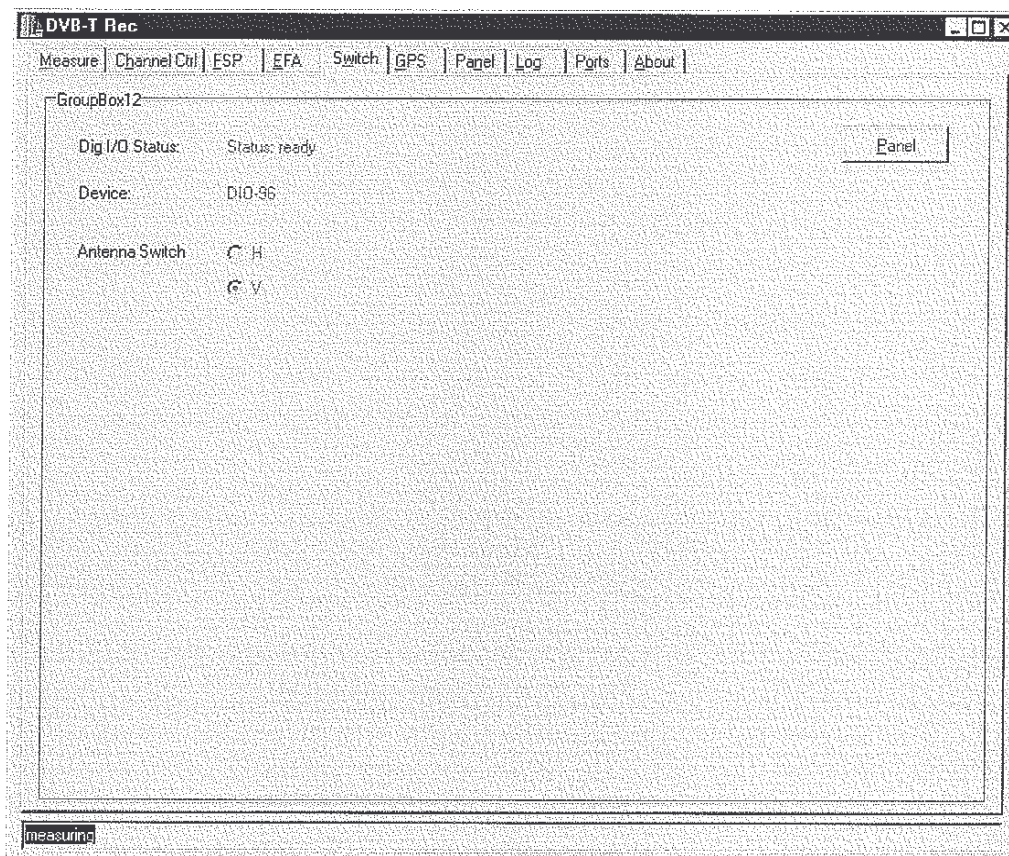 DVB-T Rec
Measure Channel Ctrl FSP EFA Switch GPS Panel Log Ports About
GroupBox12
Dig I/O Status: Status: ready Panel
Device: DIO-96
Antenna Switch H
V
measuring